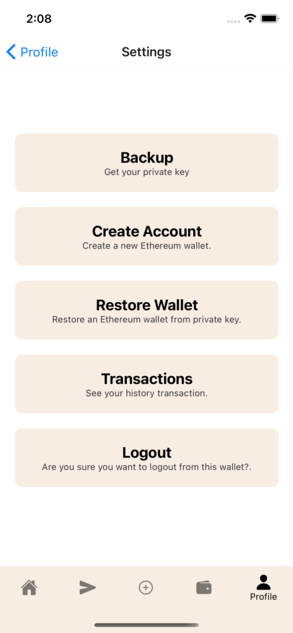 2:08
Profile
Settings
Backup
Get your private key
Create Account
Create a new Ethereum wallet.
Restore Wallet
Restore an Ethereum wallet from private key.
Transactions
See your history transaction.
Logout
Are you sure you want to logout from this wallet?.
Profile